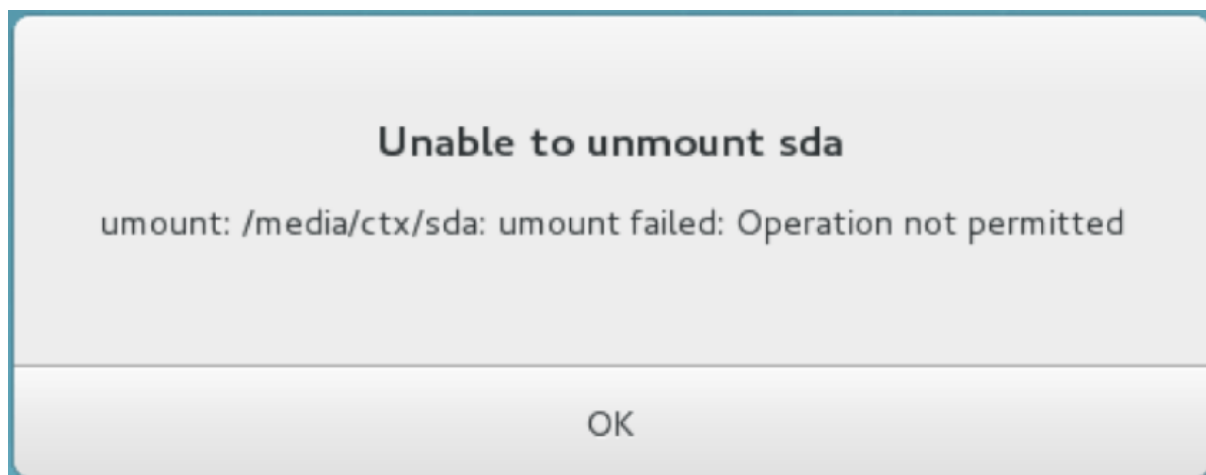 Unable to unmount sda
umount: /media/ctx/sda: umount failed: Operation not permitted
OK